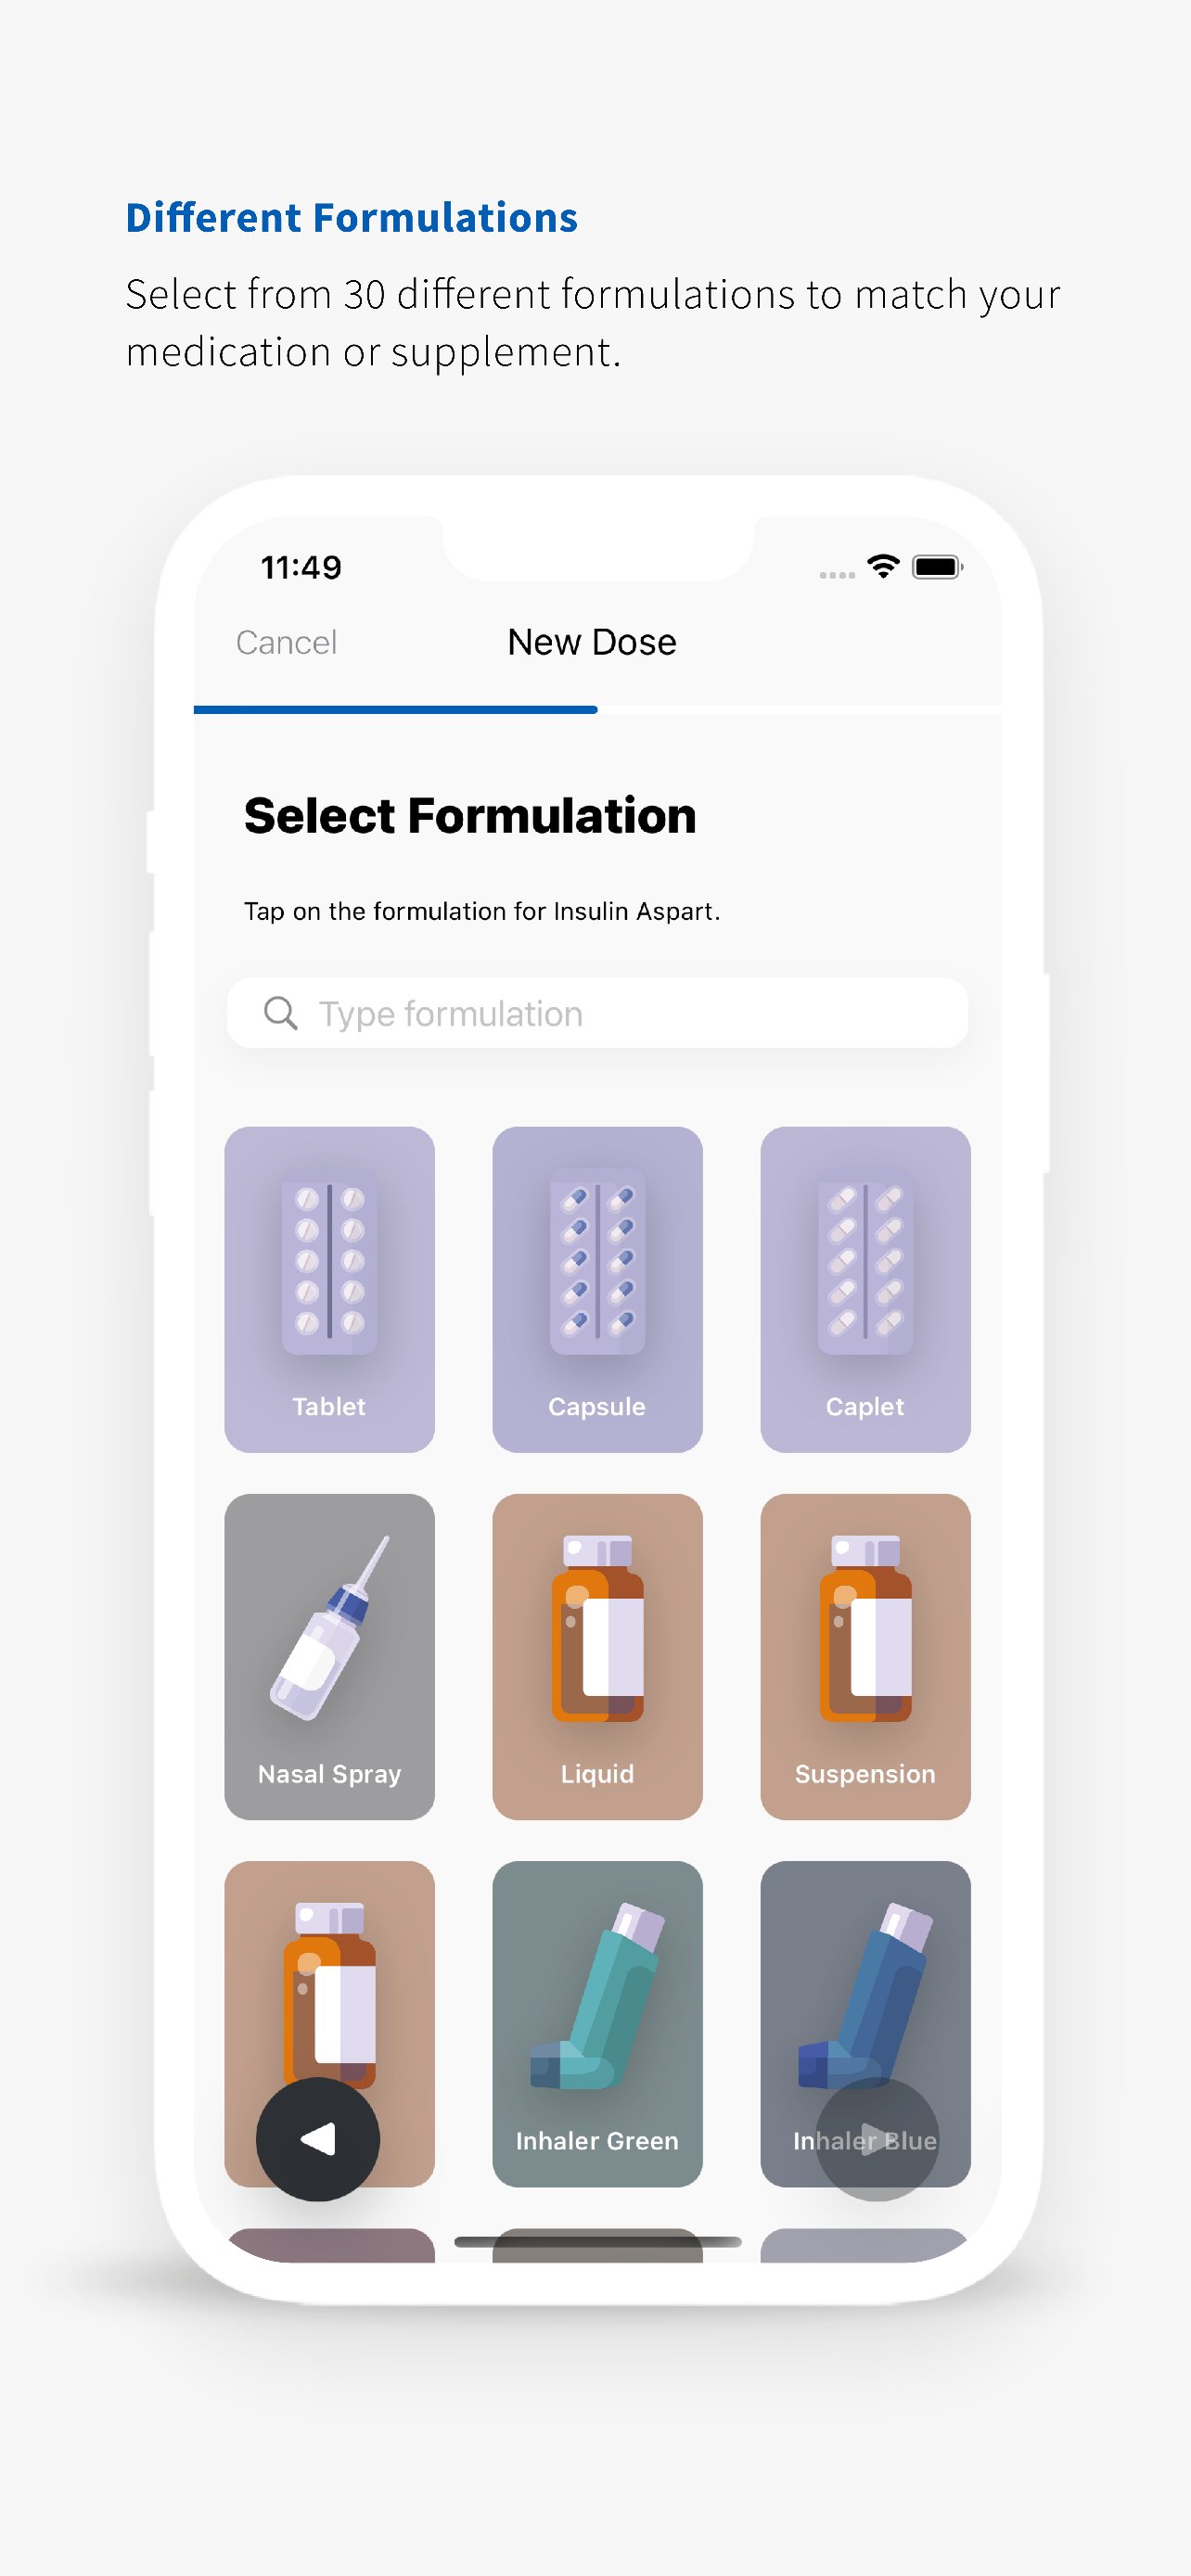 Different Formulations
Select from 30 different formulations to match your
medication or supplement.
11:49
Cancel
New Dose
Select Formulation
Tap on the formulation for Insulin Aspart.
Type formulation
Tablet
Capsule
Caplet
Nasal Spray
Liquid
Suspension
Inhaler Green
Inhaler Blue